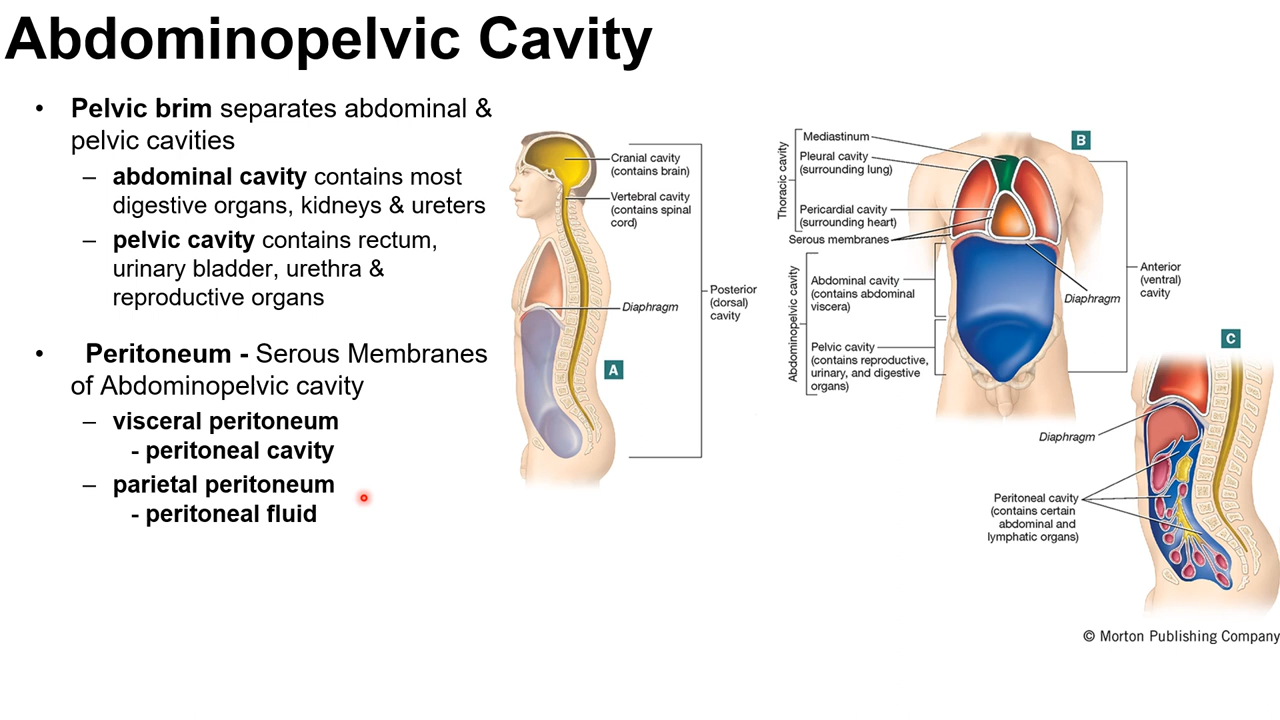 Abdominopelvic Cavity
• Pelvic brim separates abdominal &
pelvic cavities
– abdominal cavity contains most
digestive organs, kidneys & ureters
– pelvic cavity contains rectum,
urinary bladder, urethra &
reproductive organs
• Peritoneum - Serous Membranes
of Abdominopelvic cavity
– visceral peritoneum
- peritoneal cavity
– parietal peritoneum
- peritoneal fluid
Cranial cavity
(contains brain)
Vertebral cavity
(contains spinal
cord)
Diaphragm
Posterior
(dorsal)
cavity
A
B
Thoracic cavity
Mediastinum
Pleural cavity
(surrounding lung)
Pericardial cavity
(surrounding heart)
Serous membranes
Abdominopelvic cavity
Abdominal cavity
(contains abdominal
viscera)
Pelvic cavity
(contains reproductive,
urinary, and digestive
organs)
Diaphragm
Anterior
(ventral)
cavity
C
Diaphragm
Peritoneal cavity
(contains certain
abdominal and
lymphatic organs)
© Morton Publishing Company